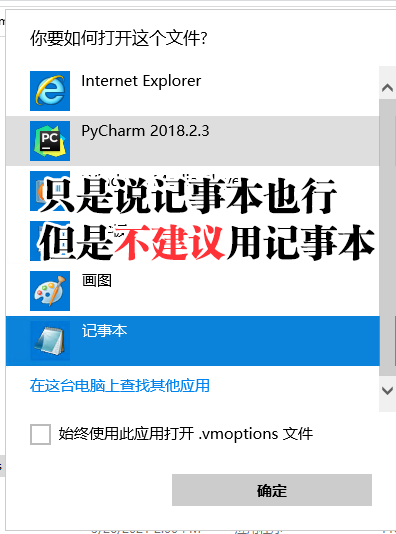 你要如何打开这个文件?
Internet Explorer
PyCharm 2018.2.3
只是说记事本也行
但是不建议用记事本
画图
记事本
在这台电脑上查找其他应用
始终使用此应用打开 .vmoptions 文件
确定